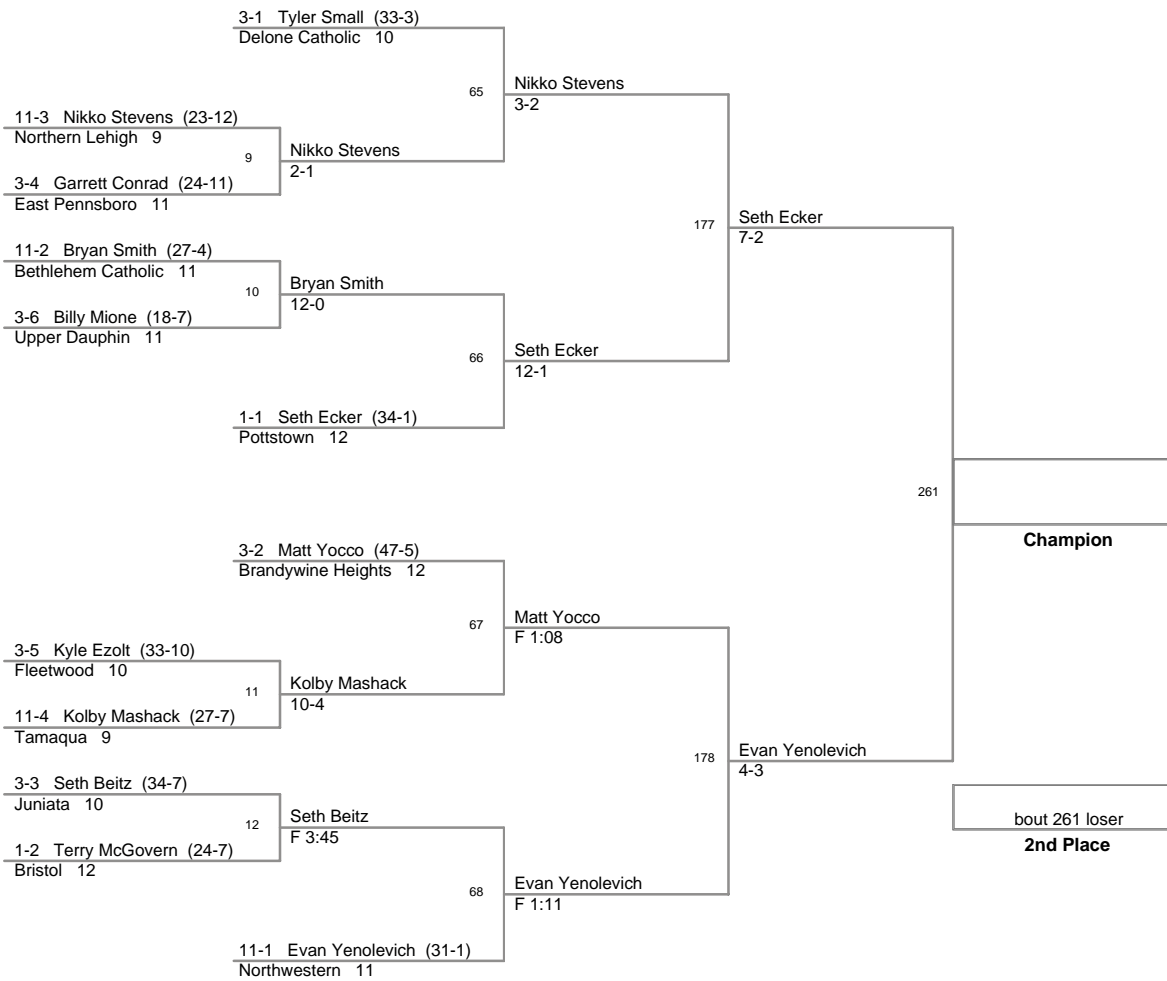 3-1 Tyler Small (33-3)
Delone Catholic 10
65
Nikko Stevens
3-2
11-3 Nikko Stevens (23-12)
Northern Lehigh 9
9
Nikko Stevens
2-1
3-4 Garrett Conrad (24-11)
East Pennsboro 11
177
Seth Ecker
7-2
11-2 Bryan Smith (27-4)
Bethlehem Catholic 11
10
Bryan Smith
12-0
3-6 Billy Mione (18-7)
Upper Dauphin 11
66
Seth Ecker
12-1
1-1 Seth Ecker (34-1)
Pottstown 12
261
Champion
3-2 Matt Yocco (47-5)
Brandywine Heights 12
67
Matt Yocco
F 1:08
3-5 Kyle Ezolt (33-10)
Fleetwood 10
11
Kolby Mashack
10-4
11-4 Kolby Mashack (27-7)
Tamaqua 9
178
Evan Yenolevich
4-3
3-3 Seth Beitz (34-7)
Juniata 10
12
Seth Beitz
F 3:45
bout 261 loser
2nd Place
1-2 Terry McGovern (24-7)
Bristol 12
68
Evan Yenolevich
F 1:11
11-1 Evan Yenolevich (31-1)
Northwestern 11